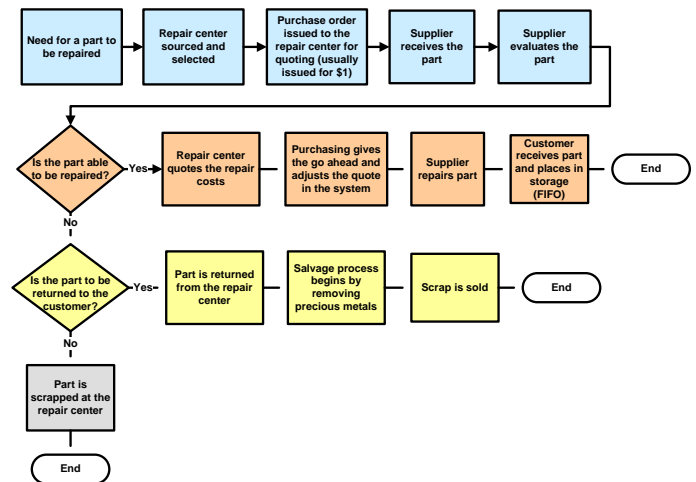 Need for a part to
be repaired
Repair center
sourced and
selected
Purchase order
issued to the
repair center for
quoting (usually
issued for $1)
Supplier
receives the
part
Supplier
evaluates the
part
Is the part able
to be repaired?
Yes
Repair center
quotes the repair
costs
Purchasing gives
the go ahead and
adjusts the quote
in the system
Supplier
repairs part
Customer
receives part
and places in
storage
(FIFO)
End
No
Is the part to be
returned to the
customer?
Yes
Part is returned
from the repair
center
Salvage process
begins by
removing
precious metals
Scrap is sold
End
No
Part is
scrapped at the
repair center
End